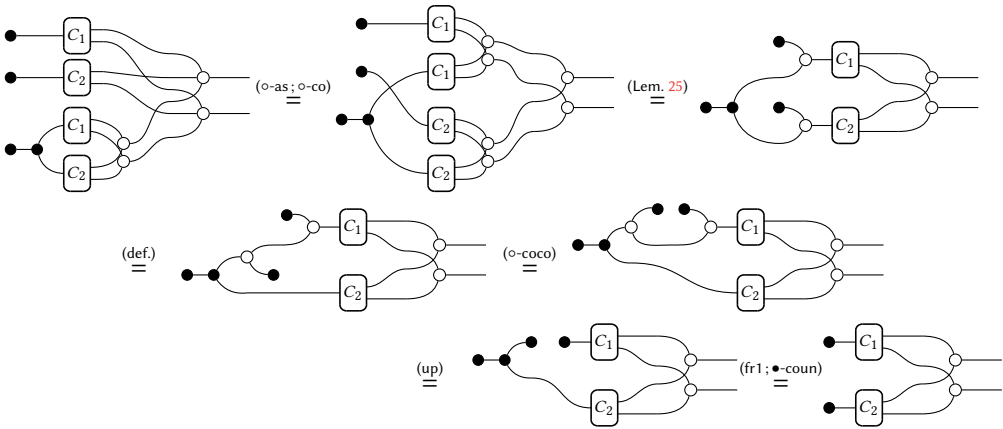 C1 C1
C1 C2 (○-as ; ○-co) = C1 (Lem. 25) = C1
C1 C2 C2
C2 C2
(def.) = C1 (○-coco) = C1
C2 C2
(up) = C1 (fr1 ; ●-coun) = C1
C2 C2